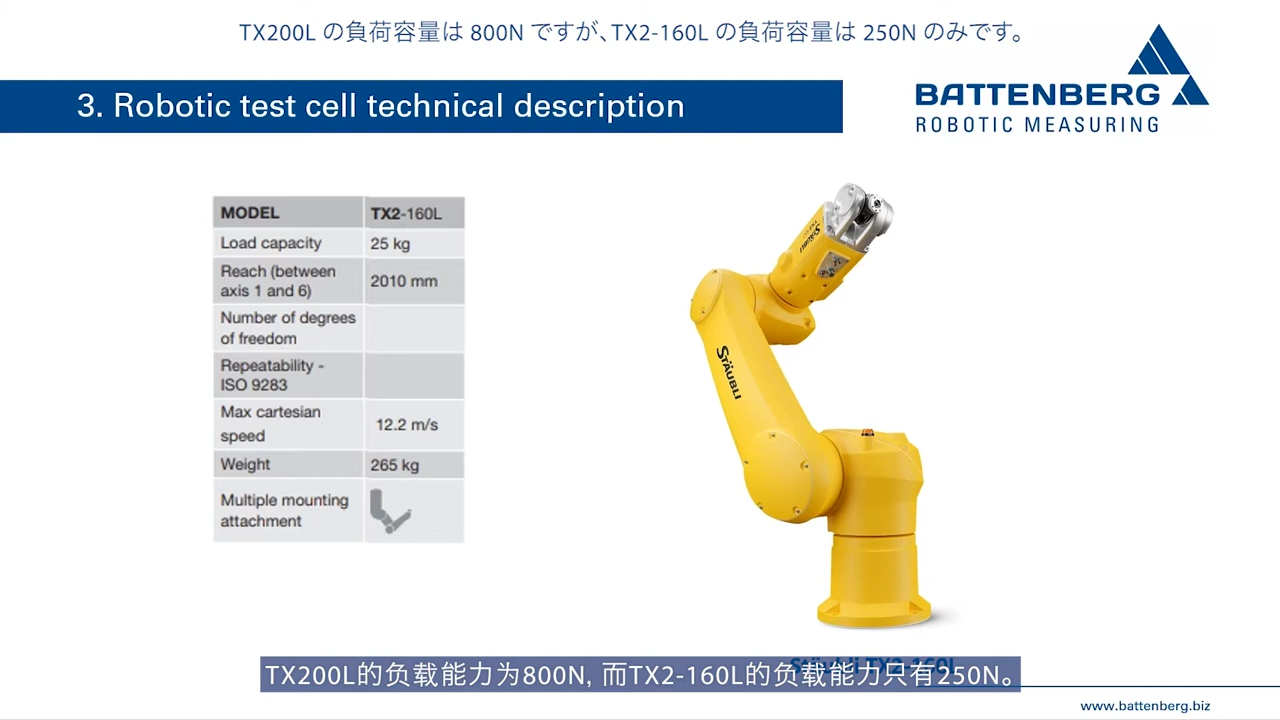 TX200L の負荷容量は 800N ですが、TX2-160L の負荷容量は 250N のみです。
3. Robotic test cell technical description
BATTENBERG
ROBOTIC MEASURING
MODEL TX2-160L
Load capacity 25 kg
Reach (between
axis 1 and 6) 2010 mm
Number of degrees
of freedom
Repeatability -
ISO 9283
Max cartesian
speed 12.2 m/s
Weight 265 kg
Multiple mounting
attachment
STÄUBLI
STÄUBLI
Stäubli TX2-160L
TX200L的负载能力为800N, 而TX2-160L的负载能力只有250N。
www.battenberg.biz